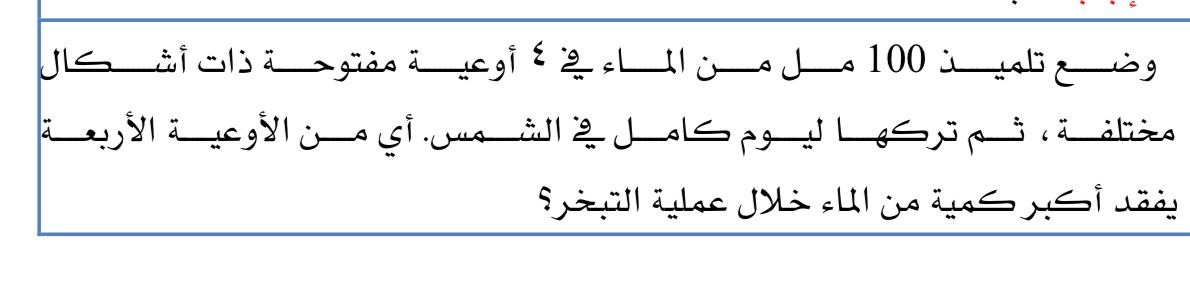 وضع تلميذ 100 مل من الماء في ٤ أوعية مفتوحة ذات أشكال
مختلفة، ثم تركها ليوم كامل في الشمس. أي من الأوعية الأربعة
يفقد أكبر كمية من الماء خلال عملية التبخر؟